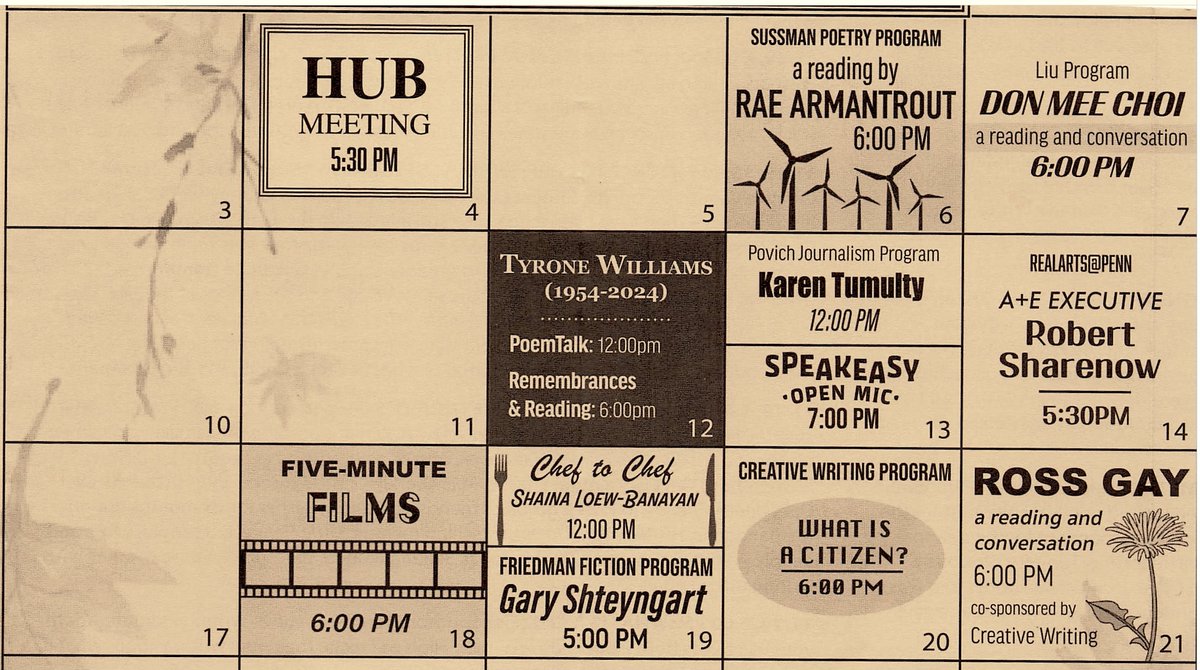 3
HUB
MEETING
5:30 PM
4
5
SUSSMAN POETRY PROGRAM
a reading by
RAE ARMANTROUT
6:00 PM
6
Liu Program
DON MEE CHOI
a reading and conversation
6:00 PM
7
10
11
TYRONE WILLIAMS
(1954-2024)
PoemTalk: 12:00pm
Remembrances
& Reading: 6:00pm
12
Povich Journalism Program
Karen Tumulty
12:00 PM
SPEAKEASY
·OPEN MIC·
7:00 PM
13
REALARTS@PENN
A+E EXECUTIVE
Robert
Sharenow
5:30PM
14
17
FIVE-MINUTE
FILMS
6:00 PM
18
Chef to Chef
SHAINA LOEW-BANAYAN
12:00 PM
FRIEDMAN FICTION PROGRAM
Gary Shteyngart
5:00 PM
19
CREATIVE WRITING PROGRAM
WHAT IS
A CITIZEN?
6:00 PM
20
ROSS GAY
a reading and
conversation
6:00 PM
co-sponsored by
Creative Writing
21